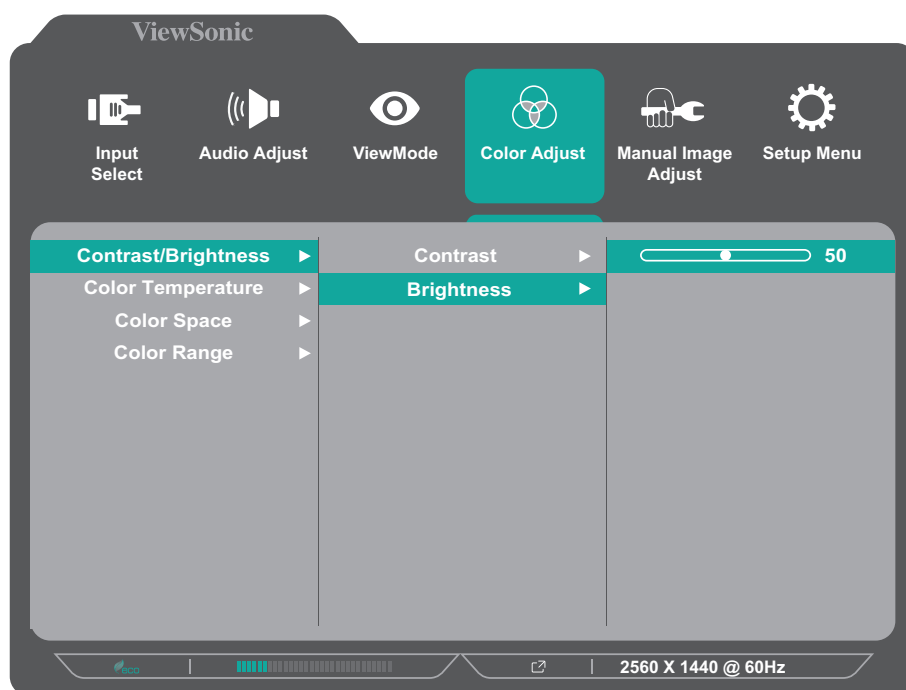 ViewSonic
Input
Select
Audio Adjust
ViewMode
Color Adjust
Manual Image
Adjust
Setup Menu
Contrast/Brightness
Contrast
50
Color Temperature
Brightness
Color Space
Color Range
eco
2560 X 1440 @ 60Hz